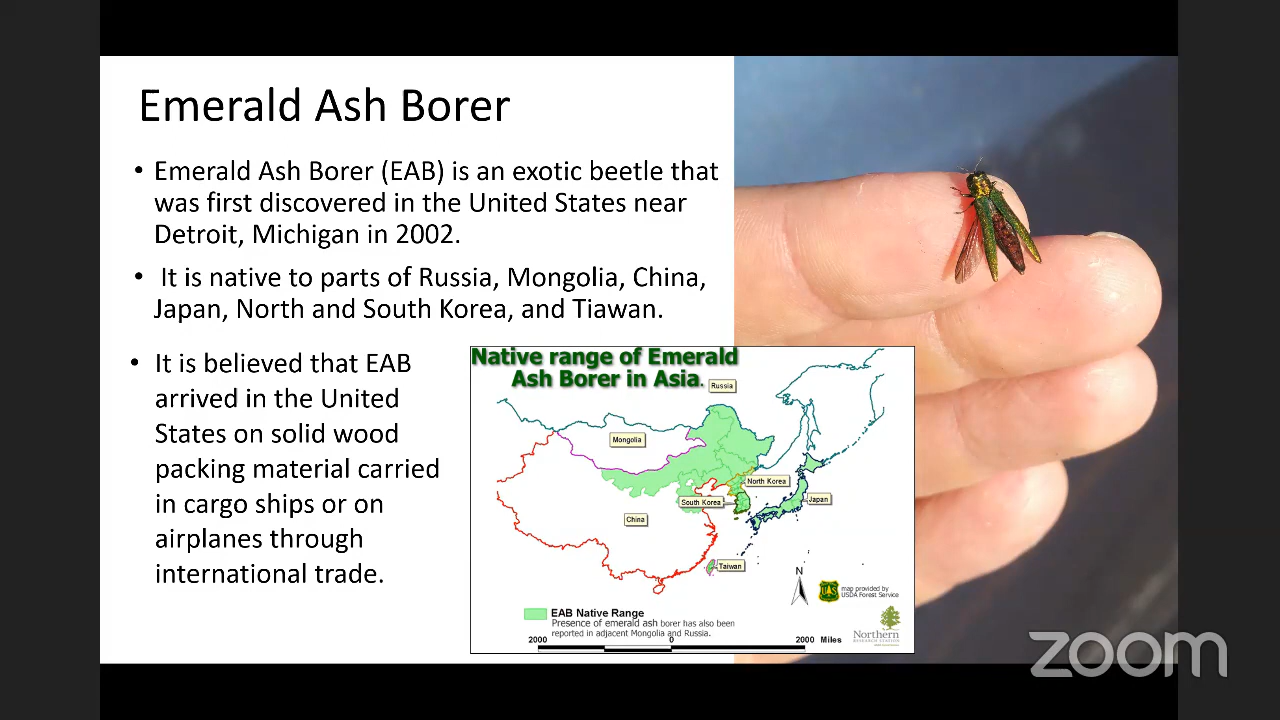 Emerald Ash Borer
• Emerald Ash Borer (EAB) is an exotic beetle that
was first discovered in the United States near
Detroit, Michigan in 2002.
• It is native to parts of Russia, Mongolia, China,
Japan, North and South Korea, and Tiawan.
• It is believed that EAB
arrived in the United
States on solid wood
packing material carried
in cargo ships or on
airplanes through
international trade.
Native range of Emerald
Ash Borer in Asia.
Russia
Mongolia
North Korea
South Korea
Japan
China
Taiwan
N
map provided by
USDA Forest Service
EAB Native Range
Presence of emerald ash borer has also been
reported in adjacent Mongolia and Russia.
2000 0 2000 Miles
Northern
zoom